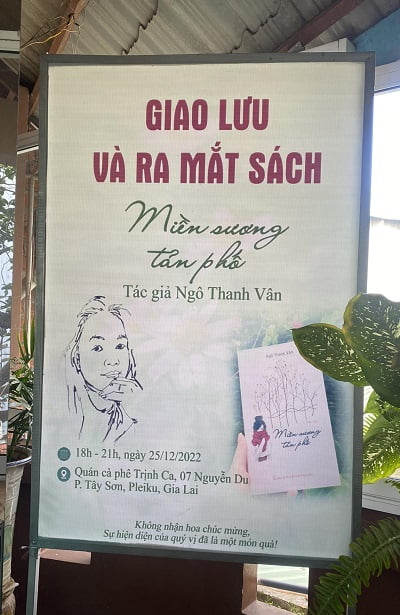 GIAO LƯU
VÀ RA MẮT SÁCH
Miền sương
tản phố
Tác giả Ngô Thanh Vân
Ngô Thanh Vân
Miền sương
tản phố
18h - 21h, ngày 25/12/2022
Quán cà phê Trịnh Ca, 07 Nguyễn Du
P. Tây Sơn, Pleiku, Gia Lai
Không nhận hoa chúc mừng,
Sự hiện diện của quý vị đã là một món quà!